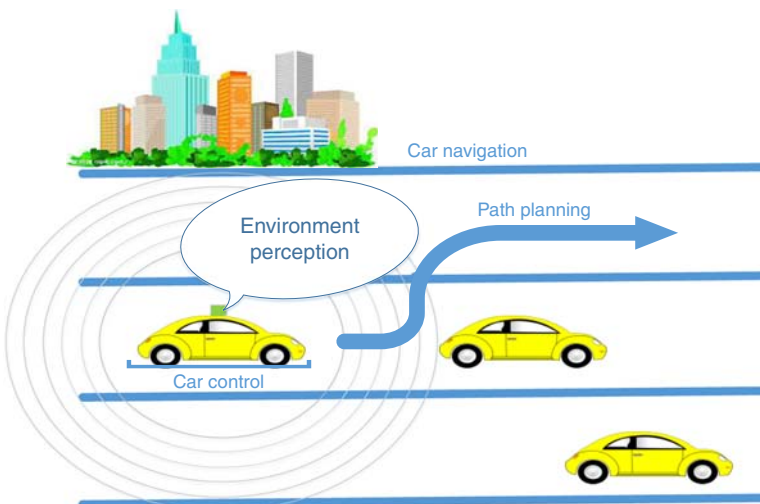 Car navigation
Path planning
Environment
perception
Car control